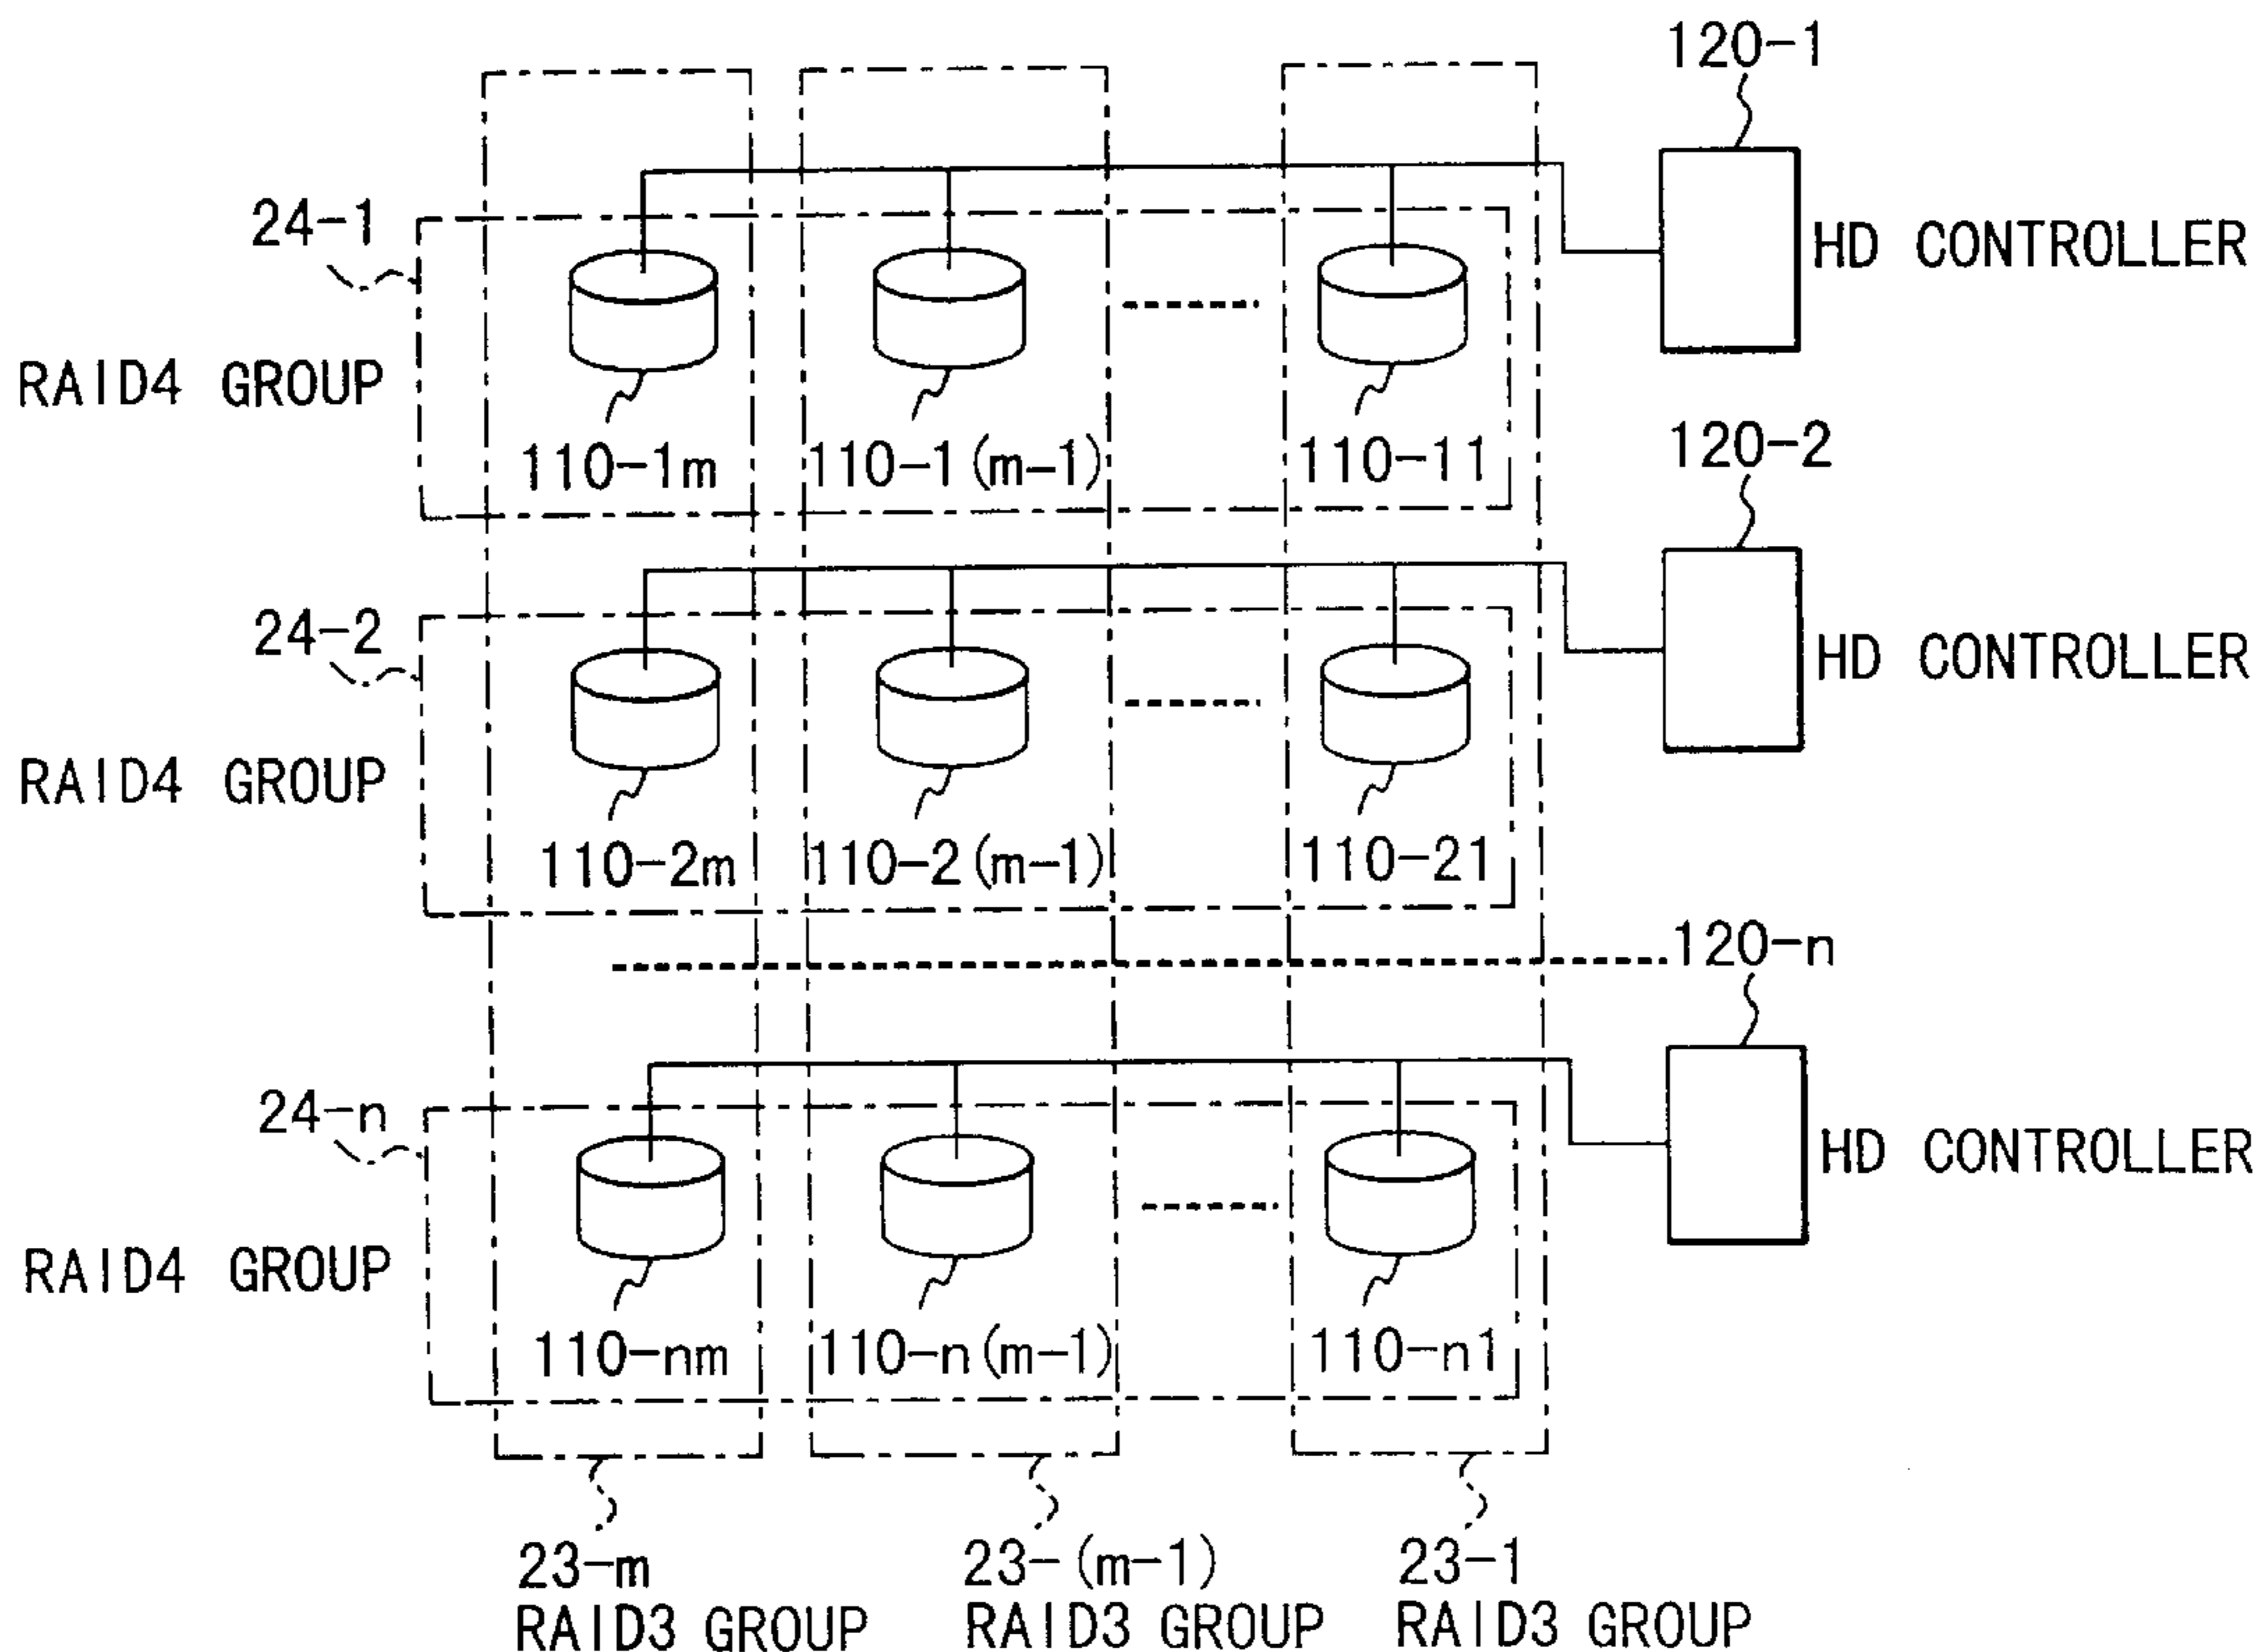 120-1
24-1
HD CONTROLLER
RAID4 GROUP
110-1m
110-1(m-1)
110-11
120-2
24-2
HD CONTROLLER
RAID4 GROUP
110-2m
110-2(m-1)
110-21
120-n
24-n
HD CONTROLLER
RAID4 GROUP
110-nm
110-n(m-1)
110-n1
23-m
RAID3 GROUP
23-(m-1)
RAID3 GROUP
23-1
RAID3 GROUP